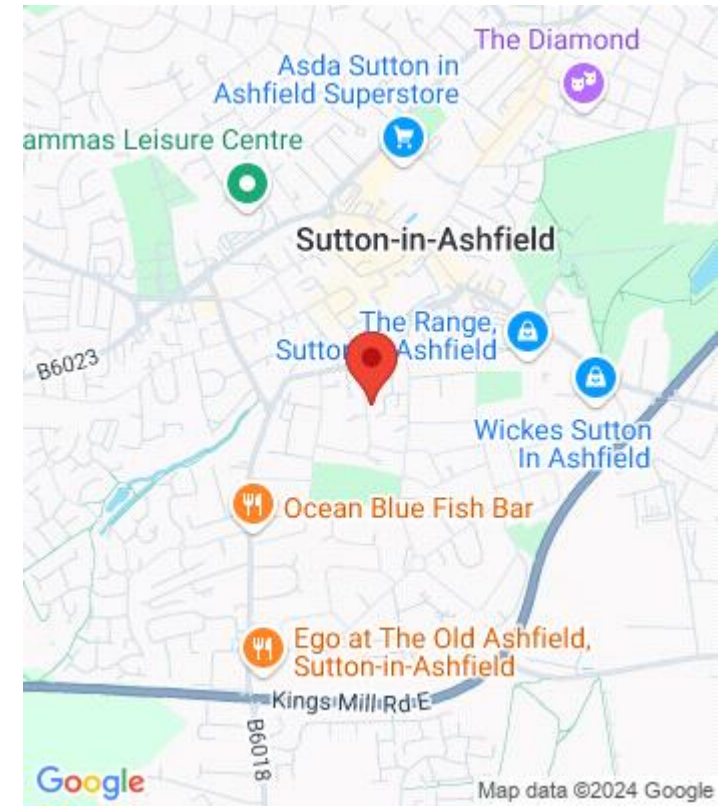 The Diamond
Asda Sutton in
Ashfield Superstore
ammas Leisure Centre
Sutton-in-Ashfield
The Range,
Sutto
Ashfield
B6023
Wickes Sutton
In Ashfield
Ocean Blue Fish Bar
Ego at The Old Ashfield,
Sutton-in-Ashfield
Kings Mill Rd E
B6018
Google
Map data ©2024 Google